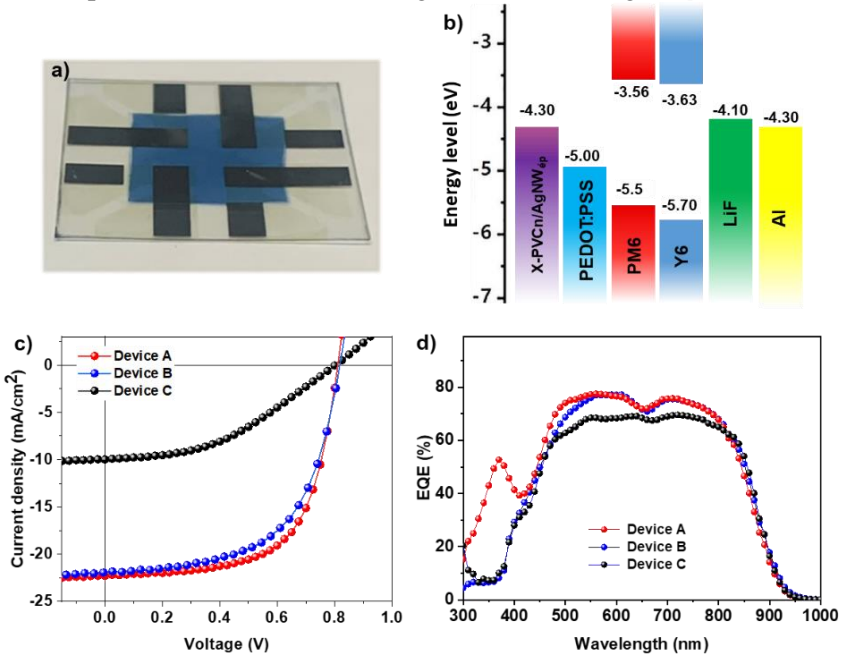 a)
b)
Energy level (eV)
-3
-4
-5
-6
-7
-4.30
-5.00
-3.56
-3.63
-5.5
-5.70
-4.10
-4.30
X-PVCn/AgNWép
PEDOT:PSS
PM6
Y6
LiF
Al
c)
Device A
Device B
Device C
Current density (mA/cm²)
0
-5
-10
-15
-20
-25
0.0 0.2 0.4 0.6 0.8 1.0
Voltage (V)
d)
EQE (%)
80
60
40
20
0
Device A
Device B
Device C
300 400 500 600 700 800 900 1000
Wavelength (nm)